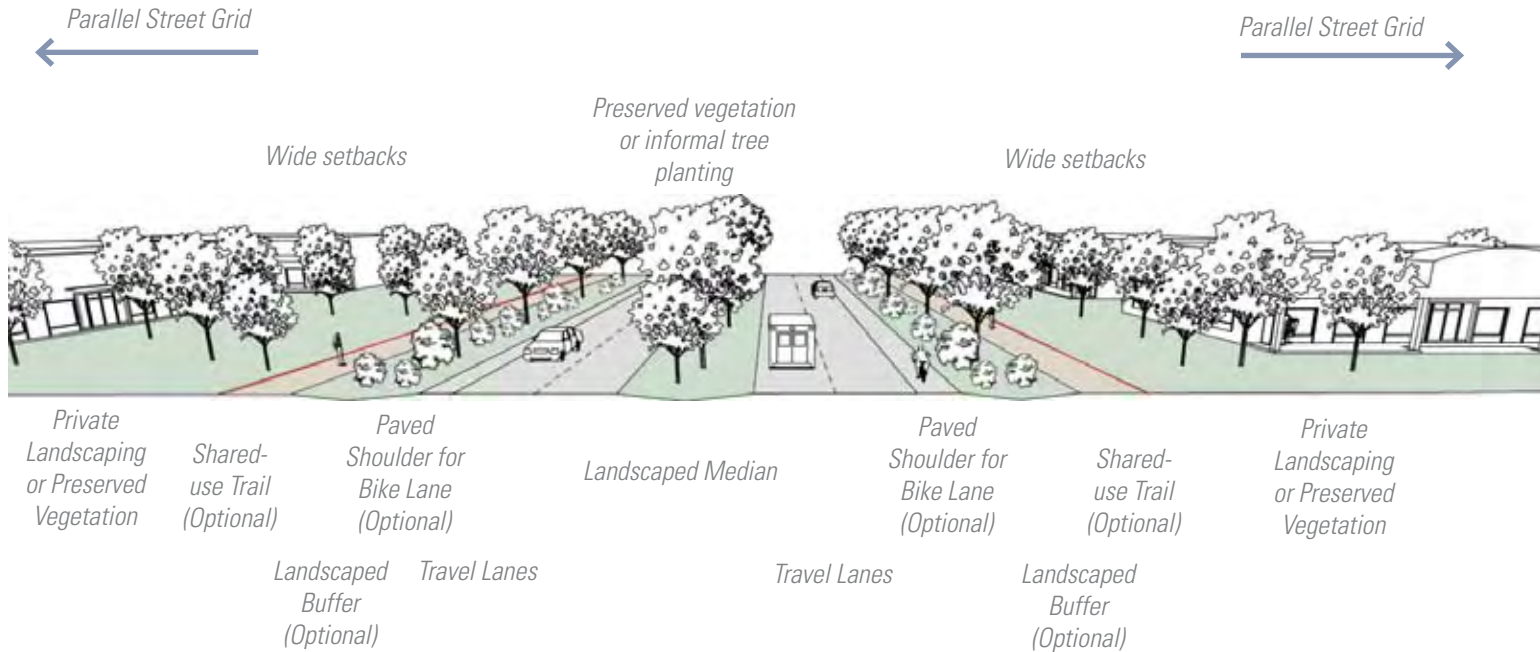 Parallel Street Grid
Parallel Street Grid
Preserved vegetation
or informal tree
planting
Wide setbacks
Wide setbacks
Private
Landscaping
or Preserved
Vegetation
Shared-
use Trail
(Optional)
Paved
Shoulder for
Bike Lane
(Optional)
Landscaped Median
Paved
Shoulder for
Bike Lane
(Optional)
Shared-
use Trail
(Optional)
Private
Landscaping
or Preserved
Vegetation
Landscaped
Buffer
(Optional)
Travel Lanes
Travel Lanes
Landscaped
Buffer
(Optional)